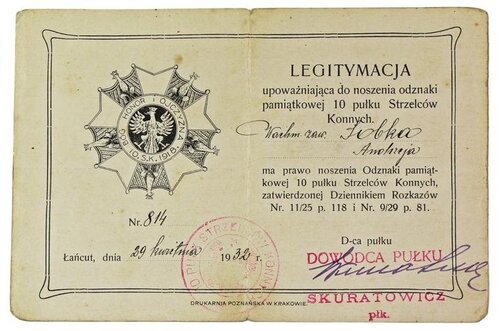 BÓG HONOR I OJCZYZNA
10.S.K. 1918.
Nr. 814
Łańcut, dnia 29 kwietnia 1932 r.
LEGITYMACJA
upoważniająca do noszenia odznaki
pamiątkowej 10 pułku Strzelców
Konnych.
Wachm. zaw. Sobka
Andrzeja
ma prawo noszenia Odznaki pamiąt-
kowej 10 pułku Strzelców Konnych,
zatwierdzonej Dziennikiem Rozkazów
Nr. 11/25 p. 118 i Nr. 9/29 p. 81.
D-ca pułku
DOWÓDCA PUŁKU
SKURATOWICZ
płk.
DRUKARNIA POZNAŃSKA W KRAKOWIE.